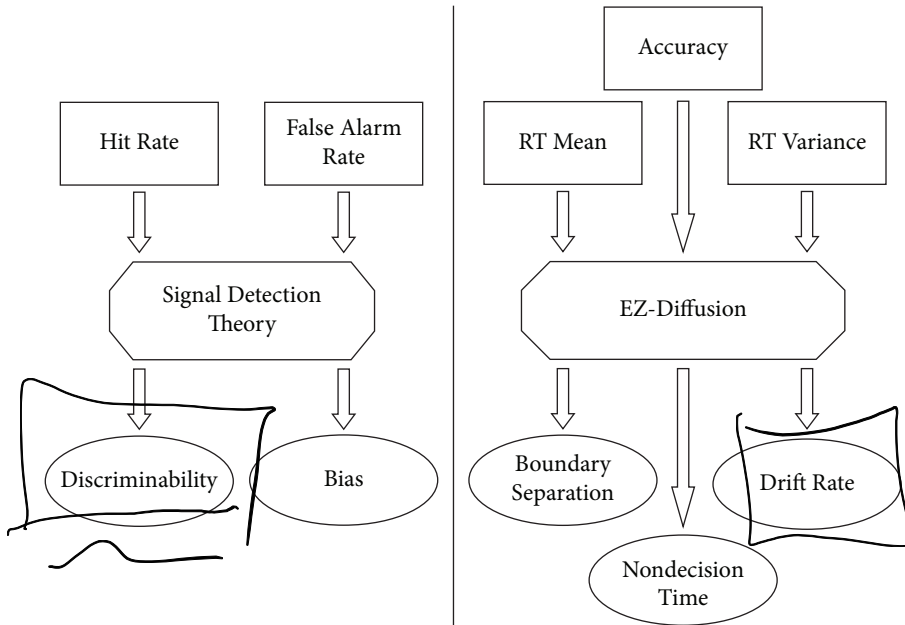 Hit Rate
False Alarm
Rate
Signal Detection
Theory
Discriminability
Bias
Accuracy
RT Mean
RT Variance
EZ-Diffusion
Boundary
Separation
Drift Rate
Nondecision
Time